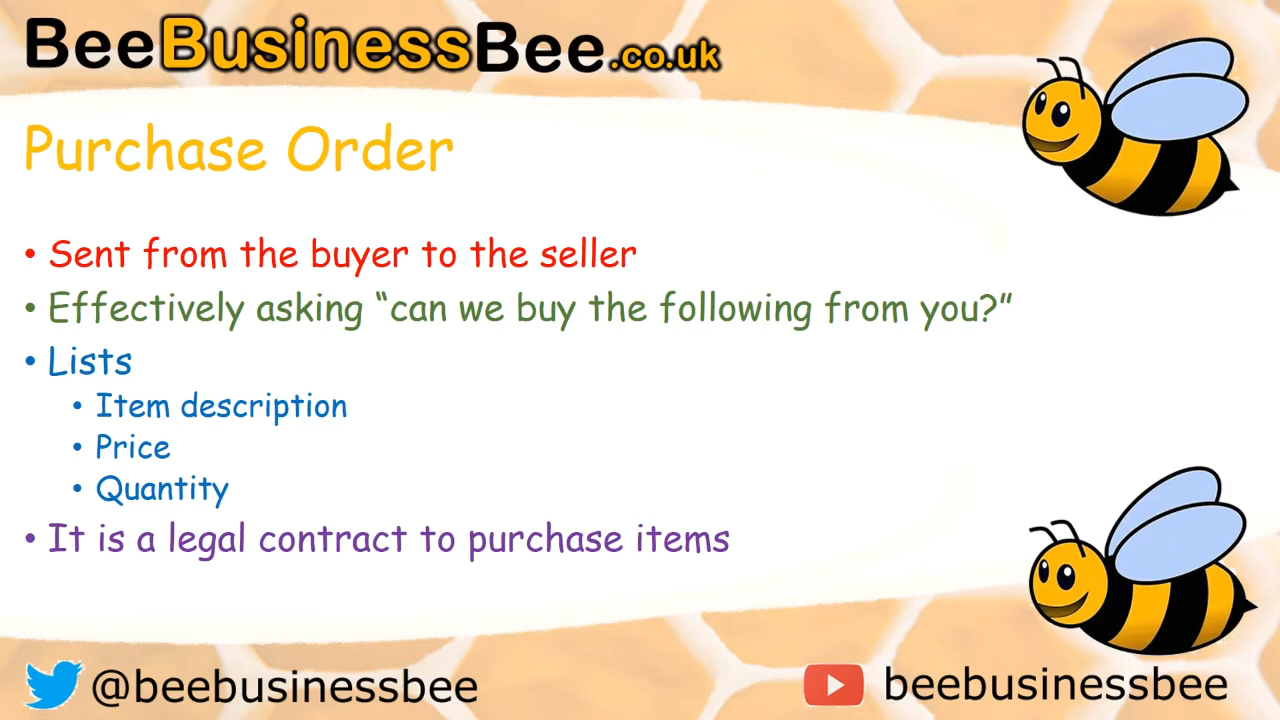 BeeBusinessBee.co.uk
Purchase Order
• Sent from the buyer to the seller
• Effectively asking “can we buy the following from you?”
• Lists
• Item description
• Price
• Quantity
• It is a legal contract to purchase items
@beebusinessbee
beebusinessbee